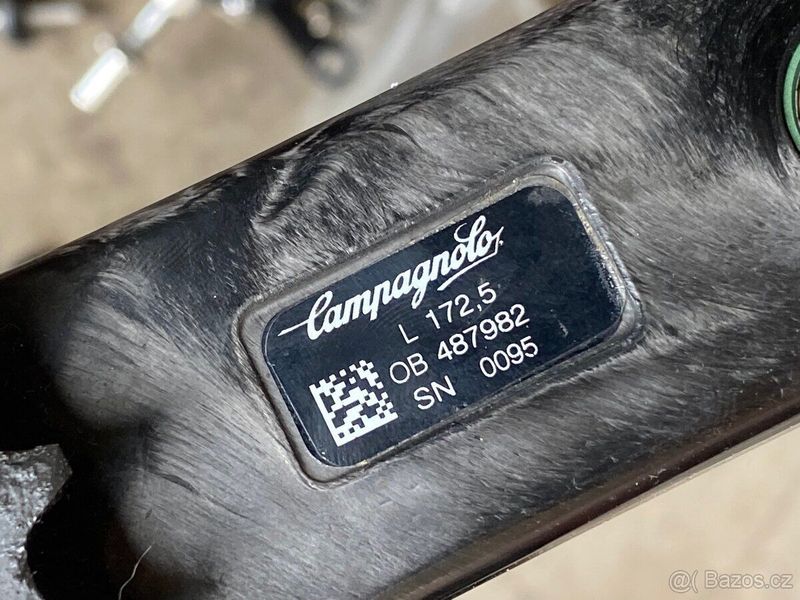 Campagnolo
L 172,5
OB 487982
SN 0095
@( Bazos.cz